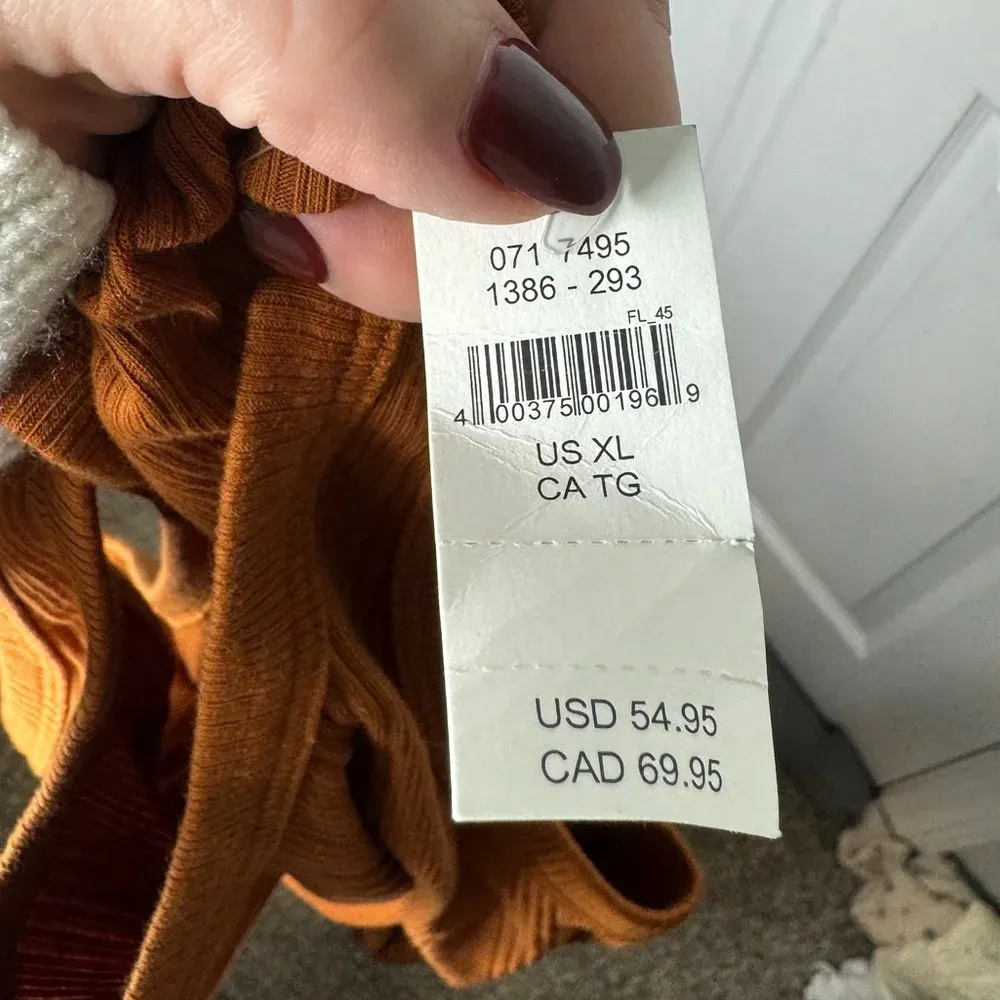 071 7495
1386 - 293
FL_45
4 00375 00196 9
US XL
CA TG
USD 54.95
CAD 69.95